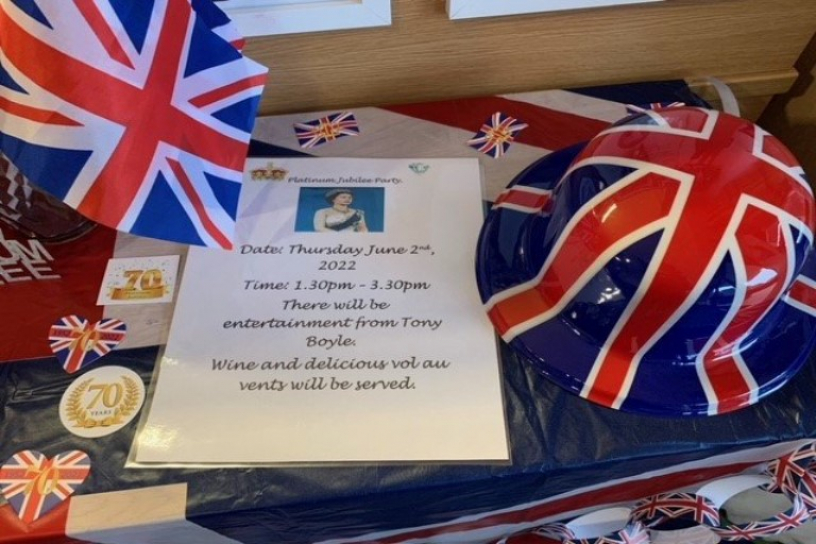 Platinum Jubilee Party.
Date: Thursday June 2nd,
2022
Time: 1.30pm - 3.30pm
There will be
entertainment from Tony
Boyle.
Wine and delicious vol au
vents will be served.
70
70
70
YEARS
70